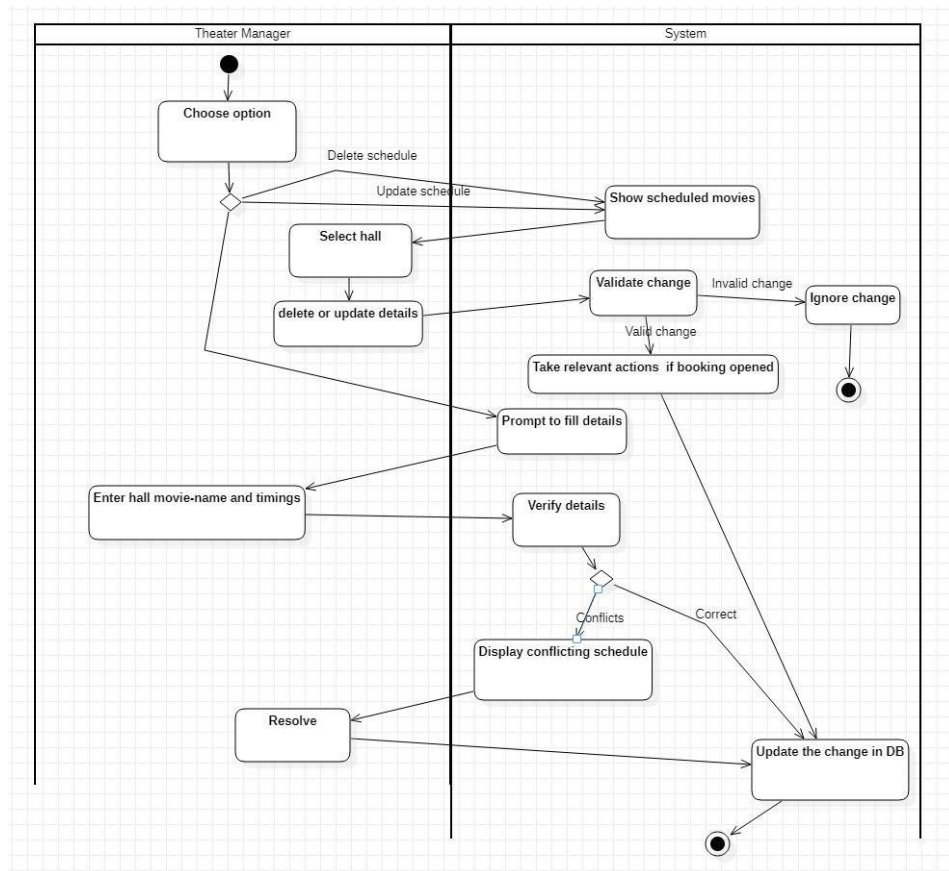 Theater Manager
System
Choose option
Delete schedule
Update schedule
Show scheduled movies
Select hall
Validate change
Invalid change
Ignore change
delete or update details
Valid change
Take relevant actions if booking opened
Prompt to fill details
Enter hall movie-name and timings
Verify details
Conflicts
Correct
Display conflicting schedule
Resolve
Update the change in DB